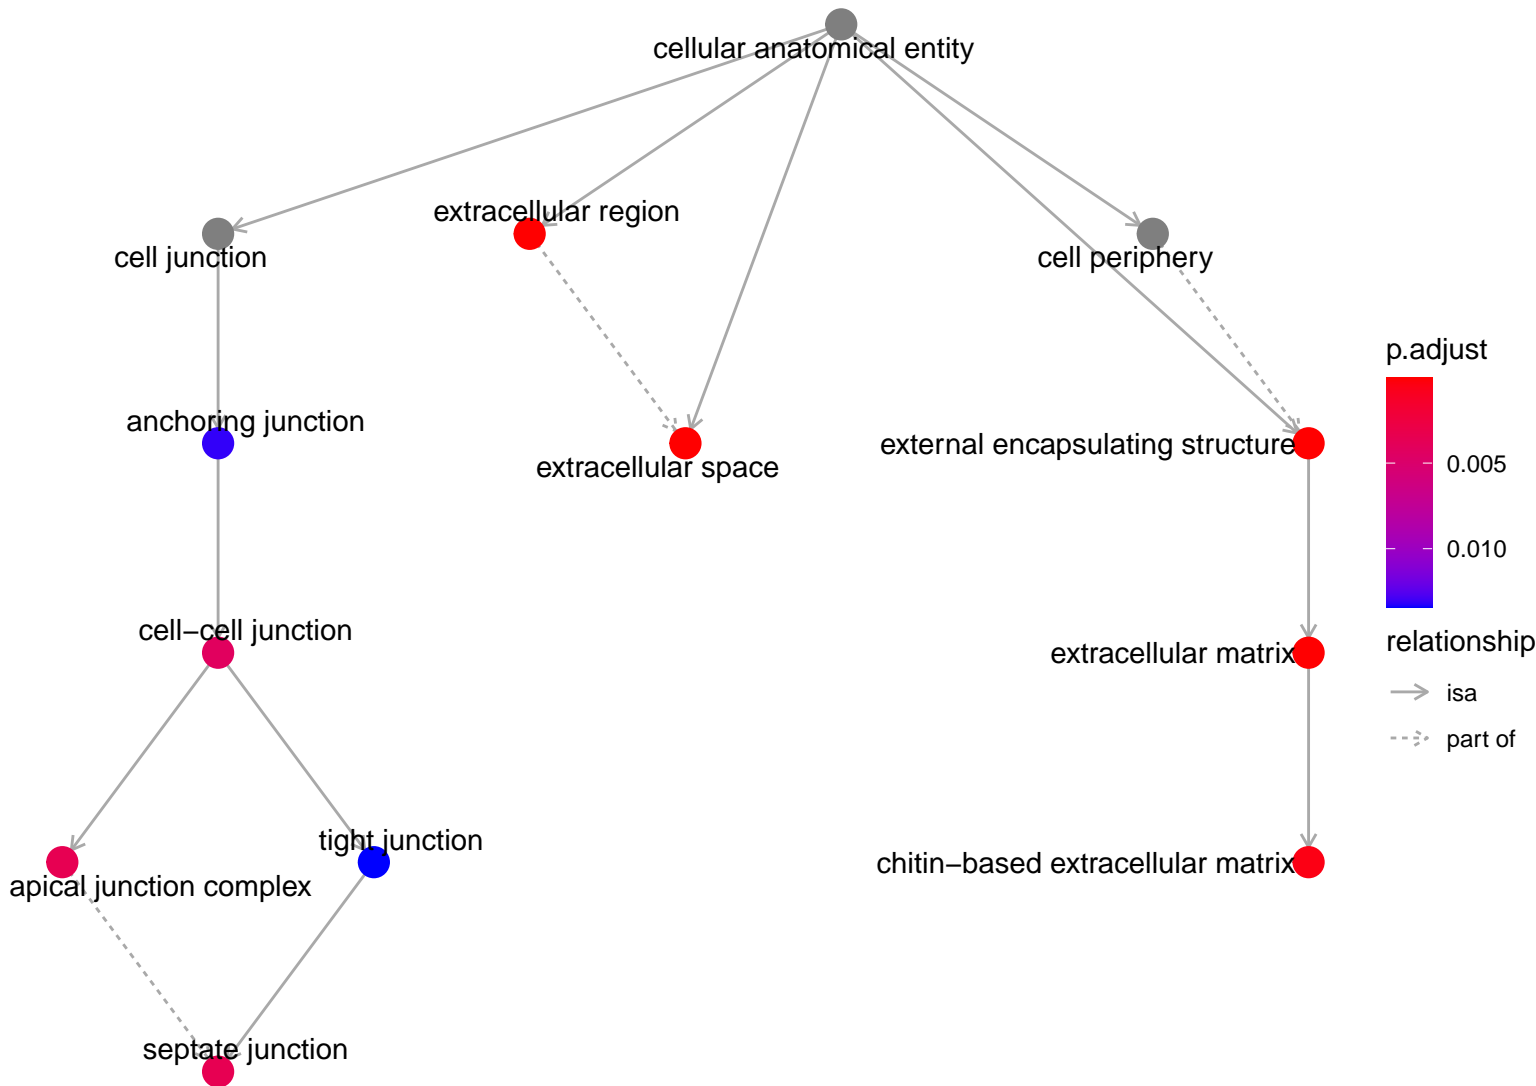 cellular anatomical entity
extracellular region
cell junction
cell periphery
p.adjust
anchoring junction
extracellular space
external encapsulating structure
0.005
0.010
cell−cell junction
relationship
extracellular matrix
isa
part of
tight junction
apical junction complex
chitin−based extracellular matrix
septate junction